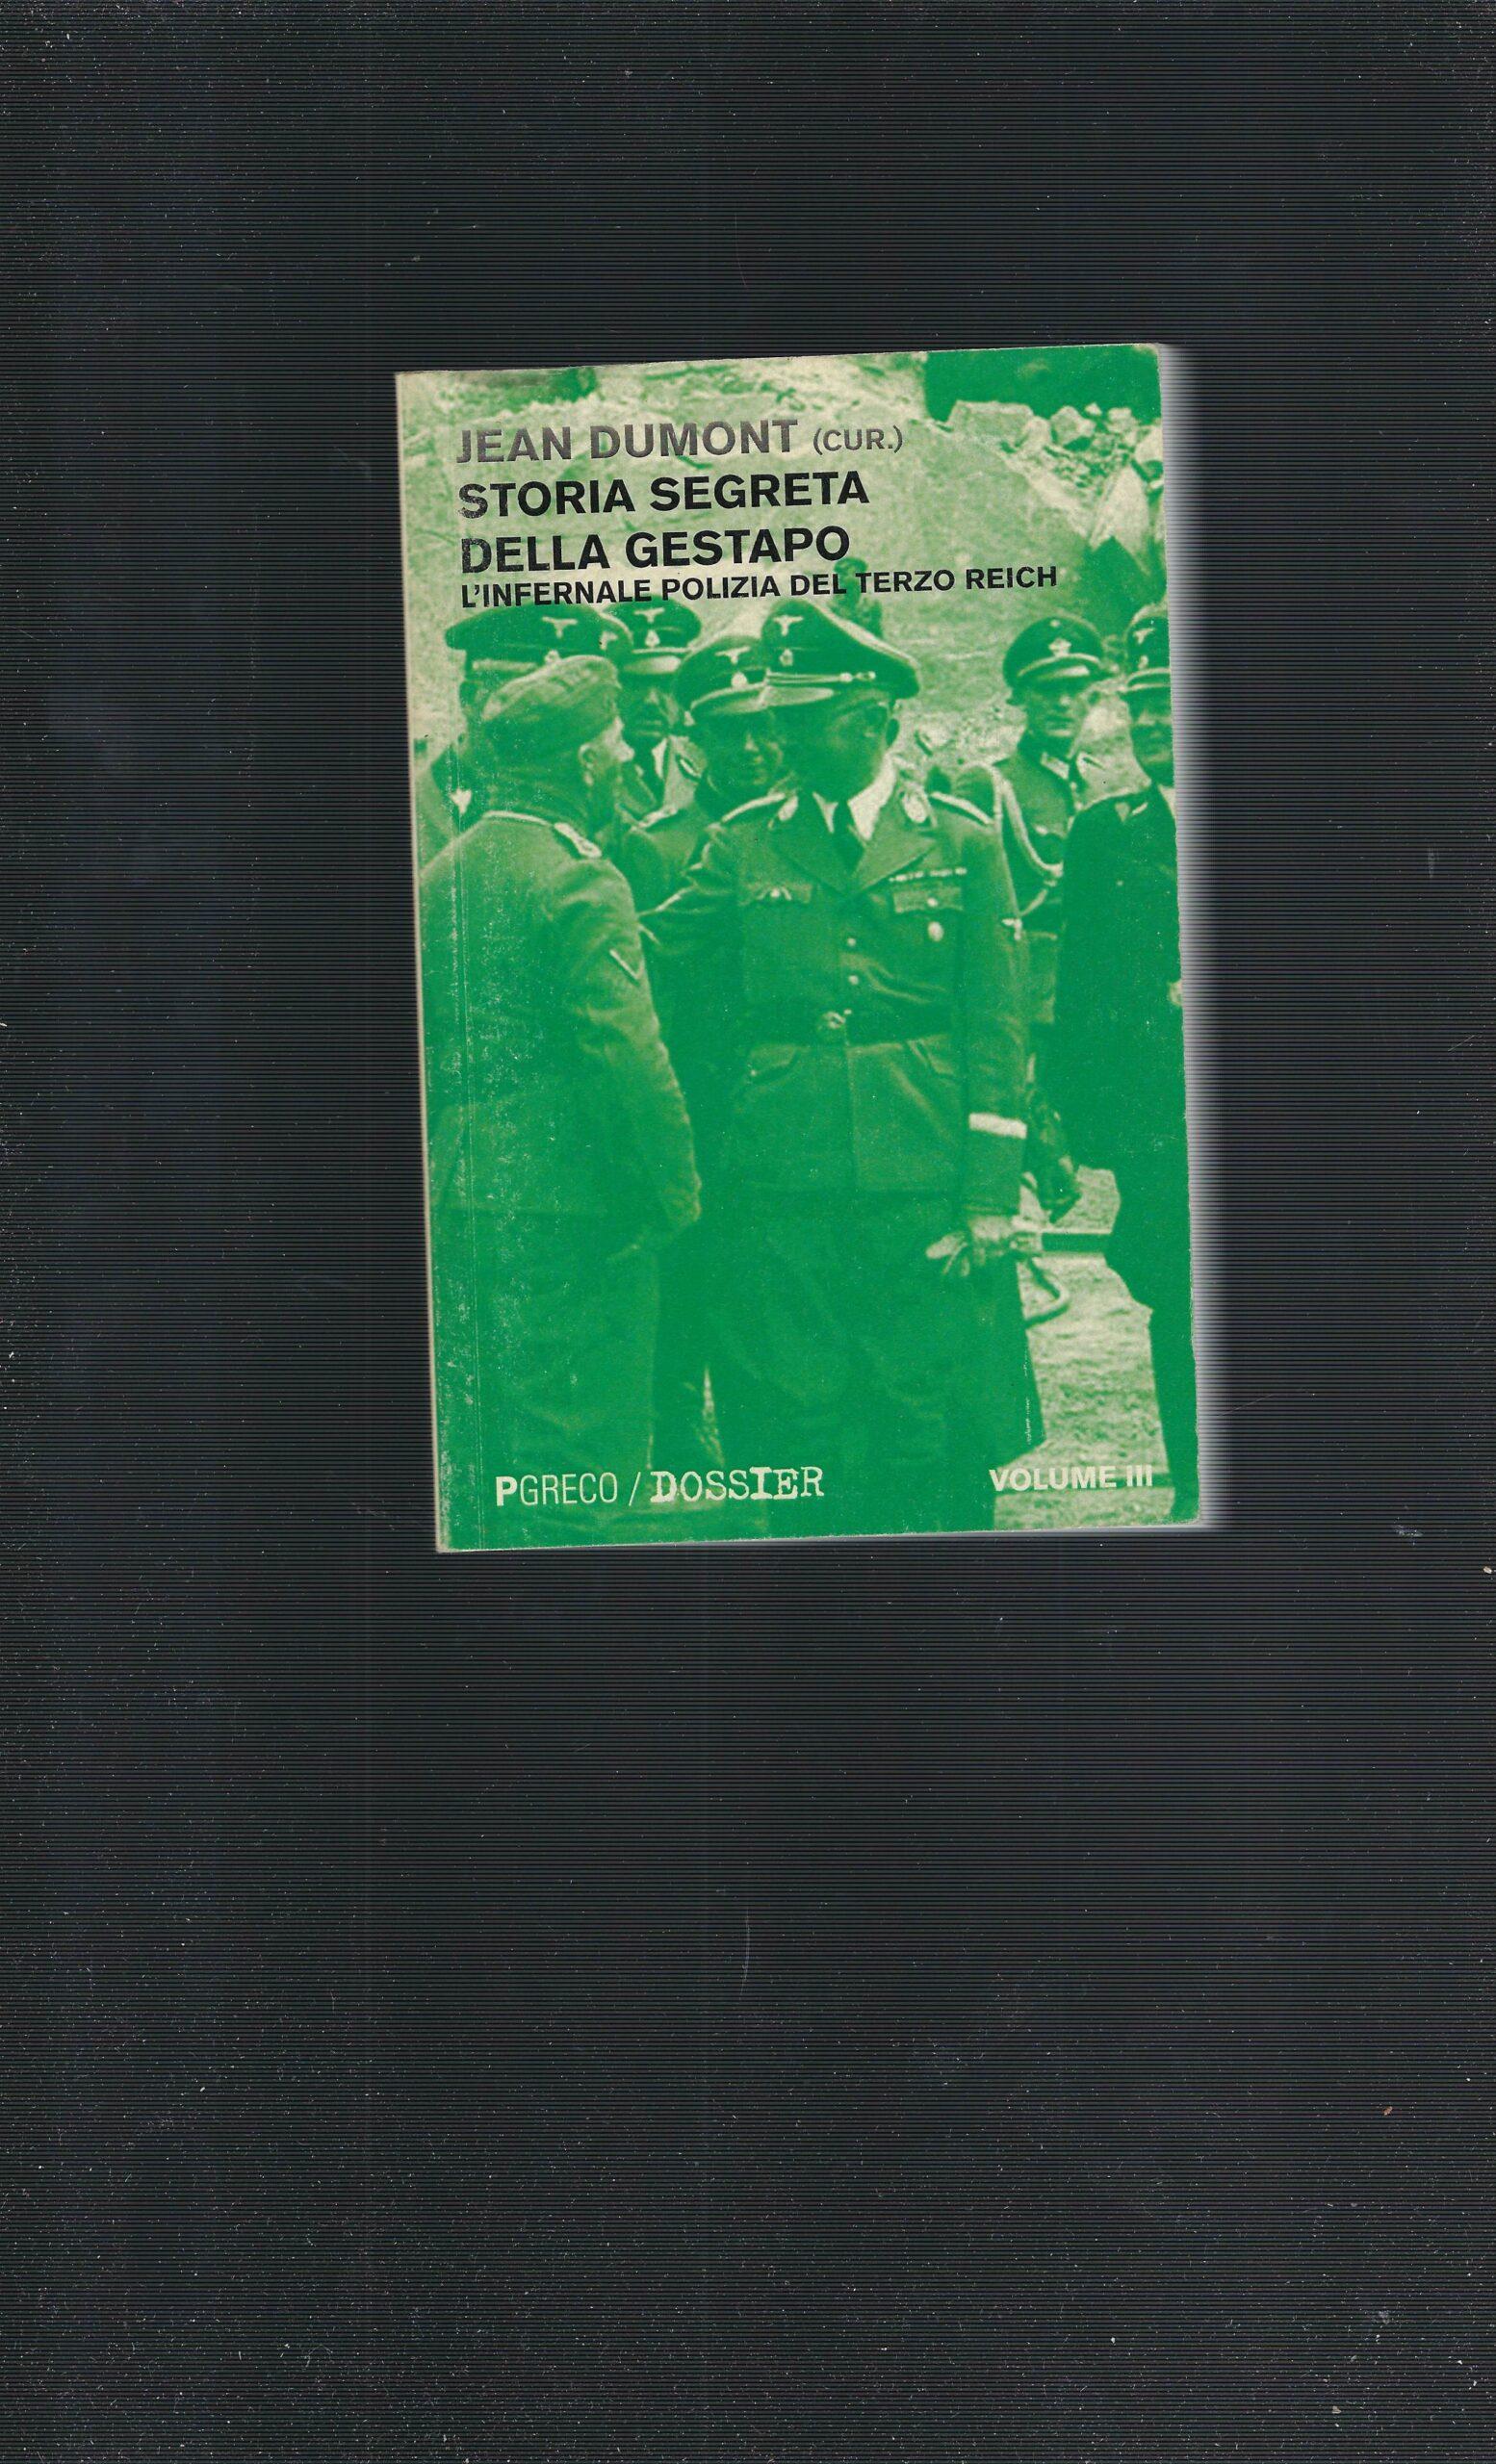 JEAN DUMONT (CUR.)
STORIA SEGRETA
DELLA GESTAPO
L'INFERNALE POLIZIA DEL TERZO REICH
PGRECO / DOSSIER
VOLUME III